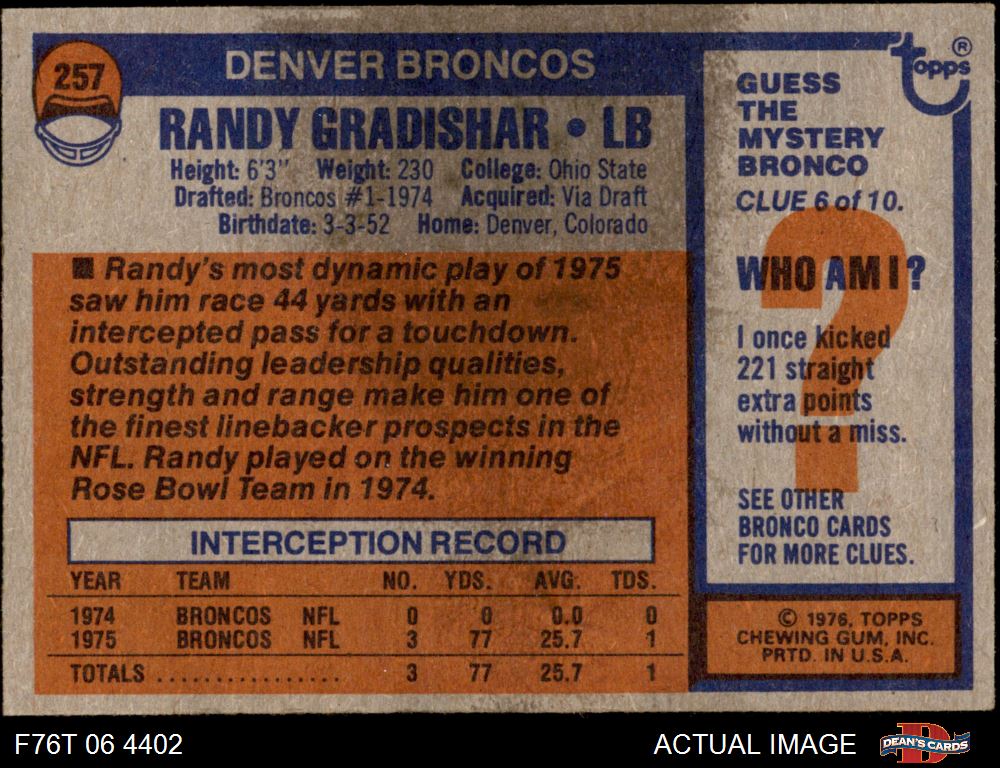 257
DENVER BRONCOS
RANDY GRADISHAR • LB
Height: 6'3" Weight: 230 College: Ohio State
Drafted: Broncos #1-1974 Acquired: Via Draft
Birthdate: 3-3-52 Home: Denver, Colorado
■ Randy's most dynamic play of 1975
saw him race 44 yards with an
intercepted pass for a touchdown.
Outstanding leadership qualities,
strength and range make him one of
the finest linebacker prospects in the
NFL. Randy played on the winning
Rose Bowl Team in 1974.
INTERCEPTION RECORD
YEAR TEAM NO. YDS. AVG. TDS.
1974 BRONCOS NFL 0 0 0.0 0
1975 BRONCOS NFL 3 77 25.7 1
TOTALS ................. 3 77 25.7 1
topps ®
GUESS
THE
MYSTERY
BRONCO
CLUE 6 of 10.
?
WHO AM I?
I once kicked
221 straight
extra points
without a miss.
SEE OTHER
BRONCO CARDS
FOR MORE CLUES.
© 1976, TOPPS
CHEWING GUM, INC.
PRTD. IN U.S.A.
F76T 06 4402
ACTUAL IMAGE
D
DEAN'S CARDS